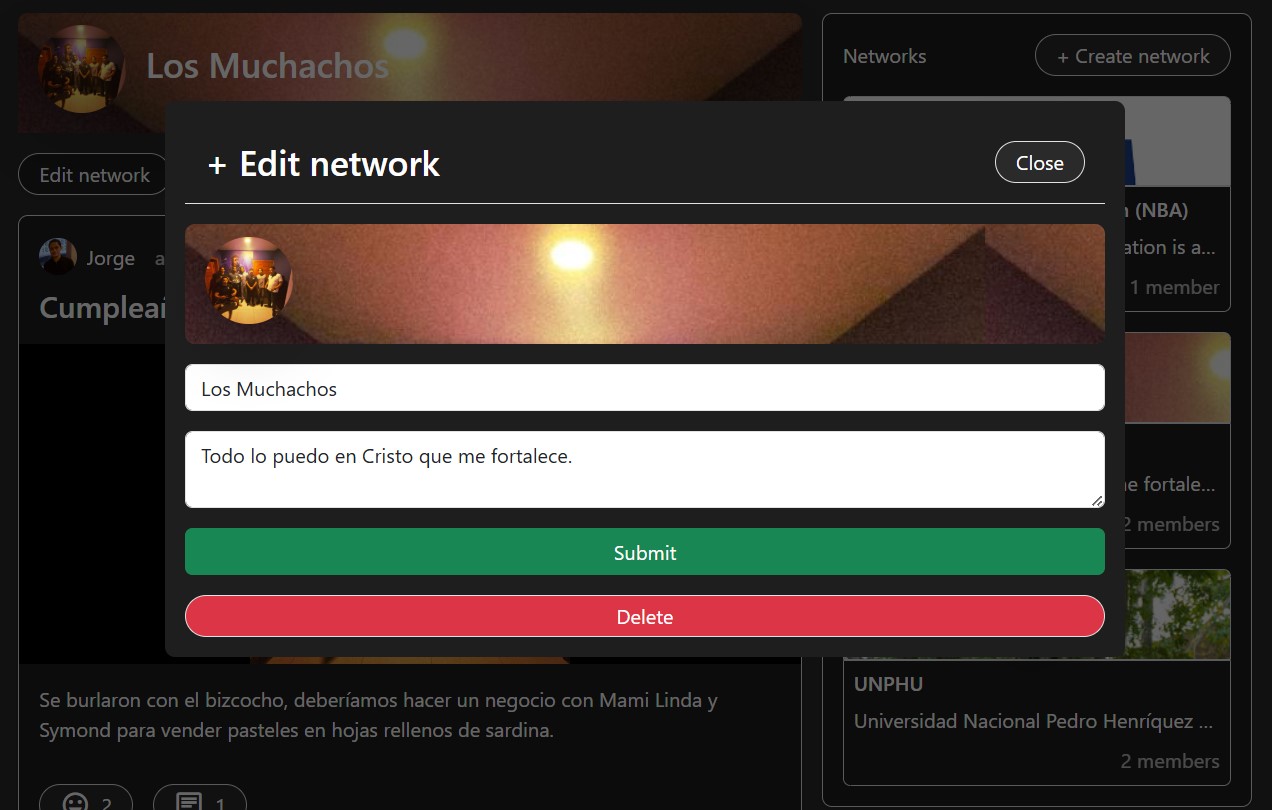 Los Muchachos
Networks
+ Create network
+ Edit network
Close
Edit network
Jorge
Los Muchachos
Todo lo puedo en Cristo que me fortalece.
Submit
Delete
(NBA)
is a...
1 member
fortale...
2 members
UNPHU
Universidad Nacional Pedro Henríquez ...
2 members
Se burlaron con el bizcocho, deberíamos hacer un negocio con Mami Linda y
Symond para vender pasteles en hojas rellenos de sardina.
2
1